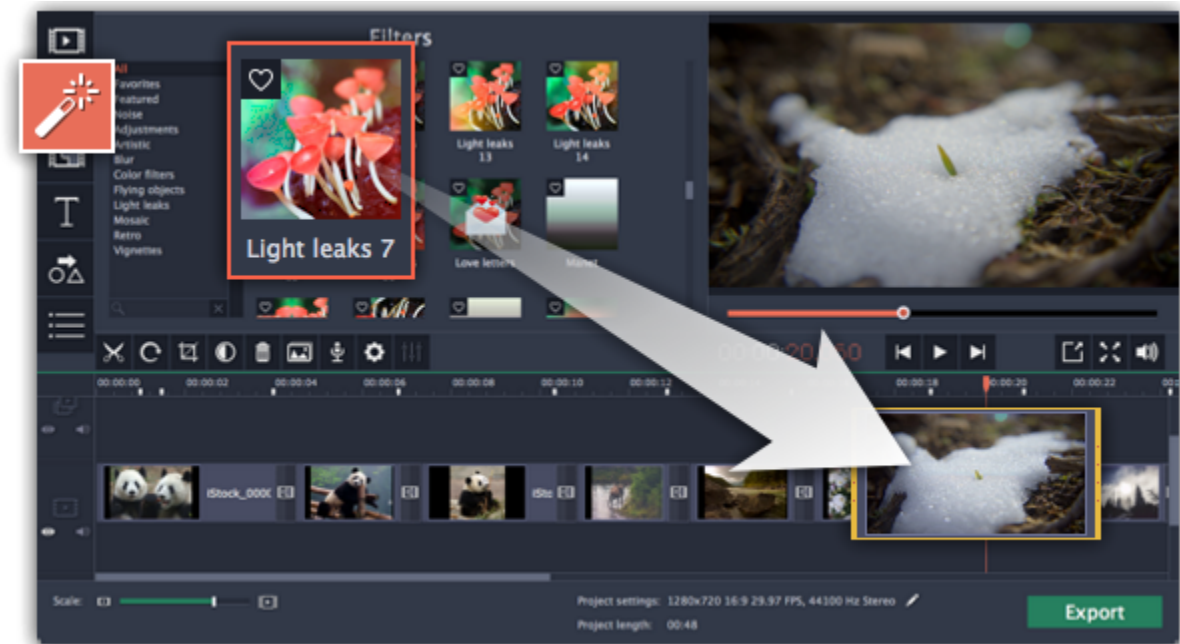 Filters
All
Favorites
Featured
Noise
Adjustments
Artistic
Blur
Color filters
Flying objects
Light leaks
Mosaic
Retro
Vignettes
Light leaks 7
Light leaks
13
Light leaks
14
Love letters
Manet
T
00:00:00 00:00:02 00:00:04 00:00:06 00:00:08 00:00:10 00:00:12 00:00:18 00:00:20 00:00:22
iStock_000
Scale:
Project settings: 1280x720 16:9 29.97 FPS, 44100 Hz Stereo
Project length: 00:48
Export